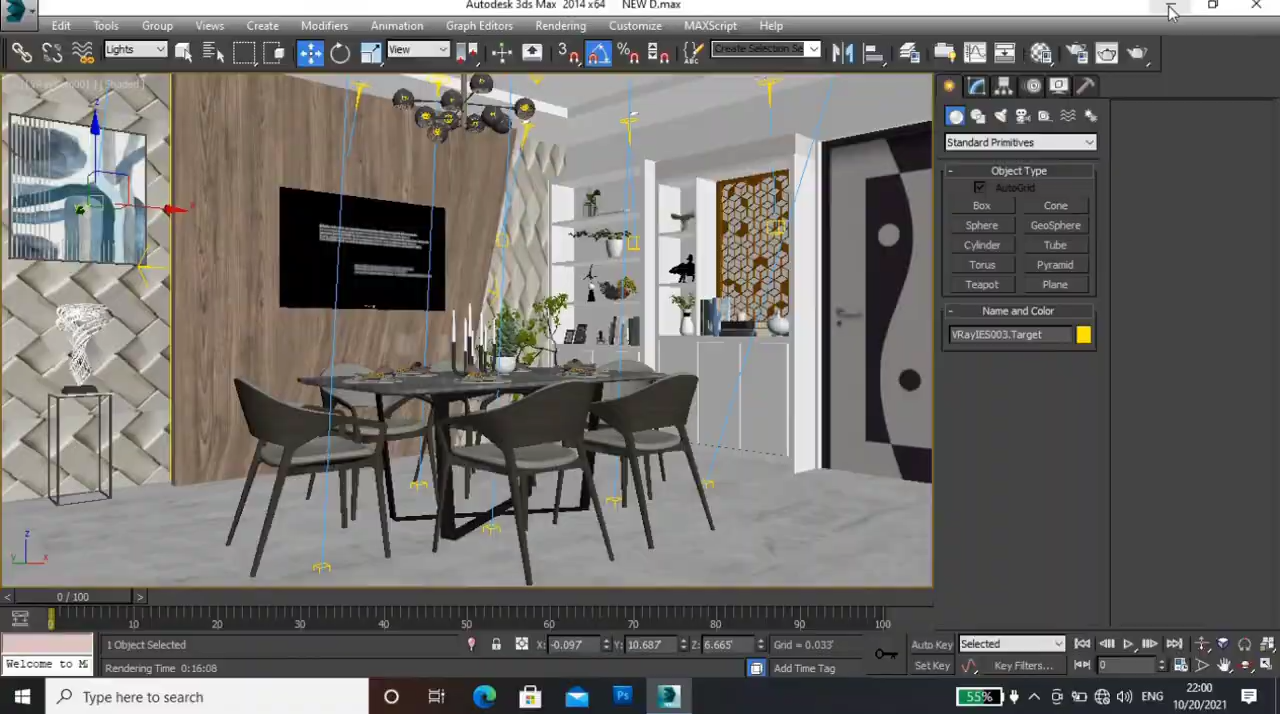 Autodesk 3ds Max 2014 x64 NEW D.max
Edit Tools Group Views Create Modifiers Animation Graph Editors Rendering Customize MAXScript Help
Lights View 3 Create Selection Se
Shaded ]
Standard Primitives
- Object Type
AutoGrid
Box Cone
Sphere GeoSphere
Cylinder Tube
Torus Pyramid
Teapot Plane
- Name and Color
VRayIES003.Target
z
x
< 0 / 100 >
0 10 20 30 40 50 60 70 80 90 100
1 Object Selected X: -0.097' Y: 10.687' Z: 6.665' Grid = 0.033' Auto Key Selected
Welcome to M Rendering Time 0:16:08 Add Time Tag Set Key Key Filters... 0
Type here to search Ps 55% ENG 22:00
10/20/2021